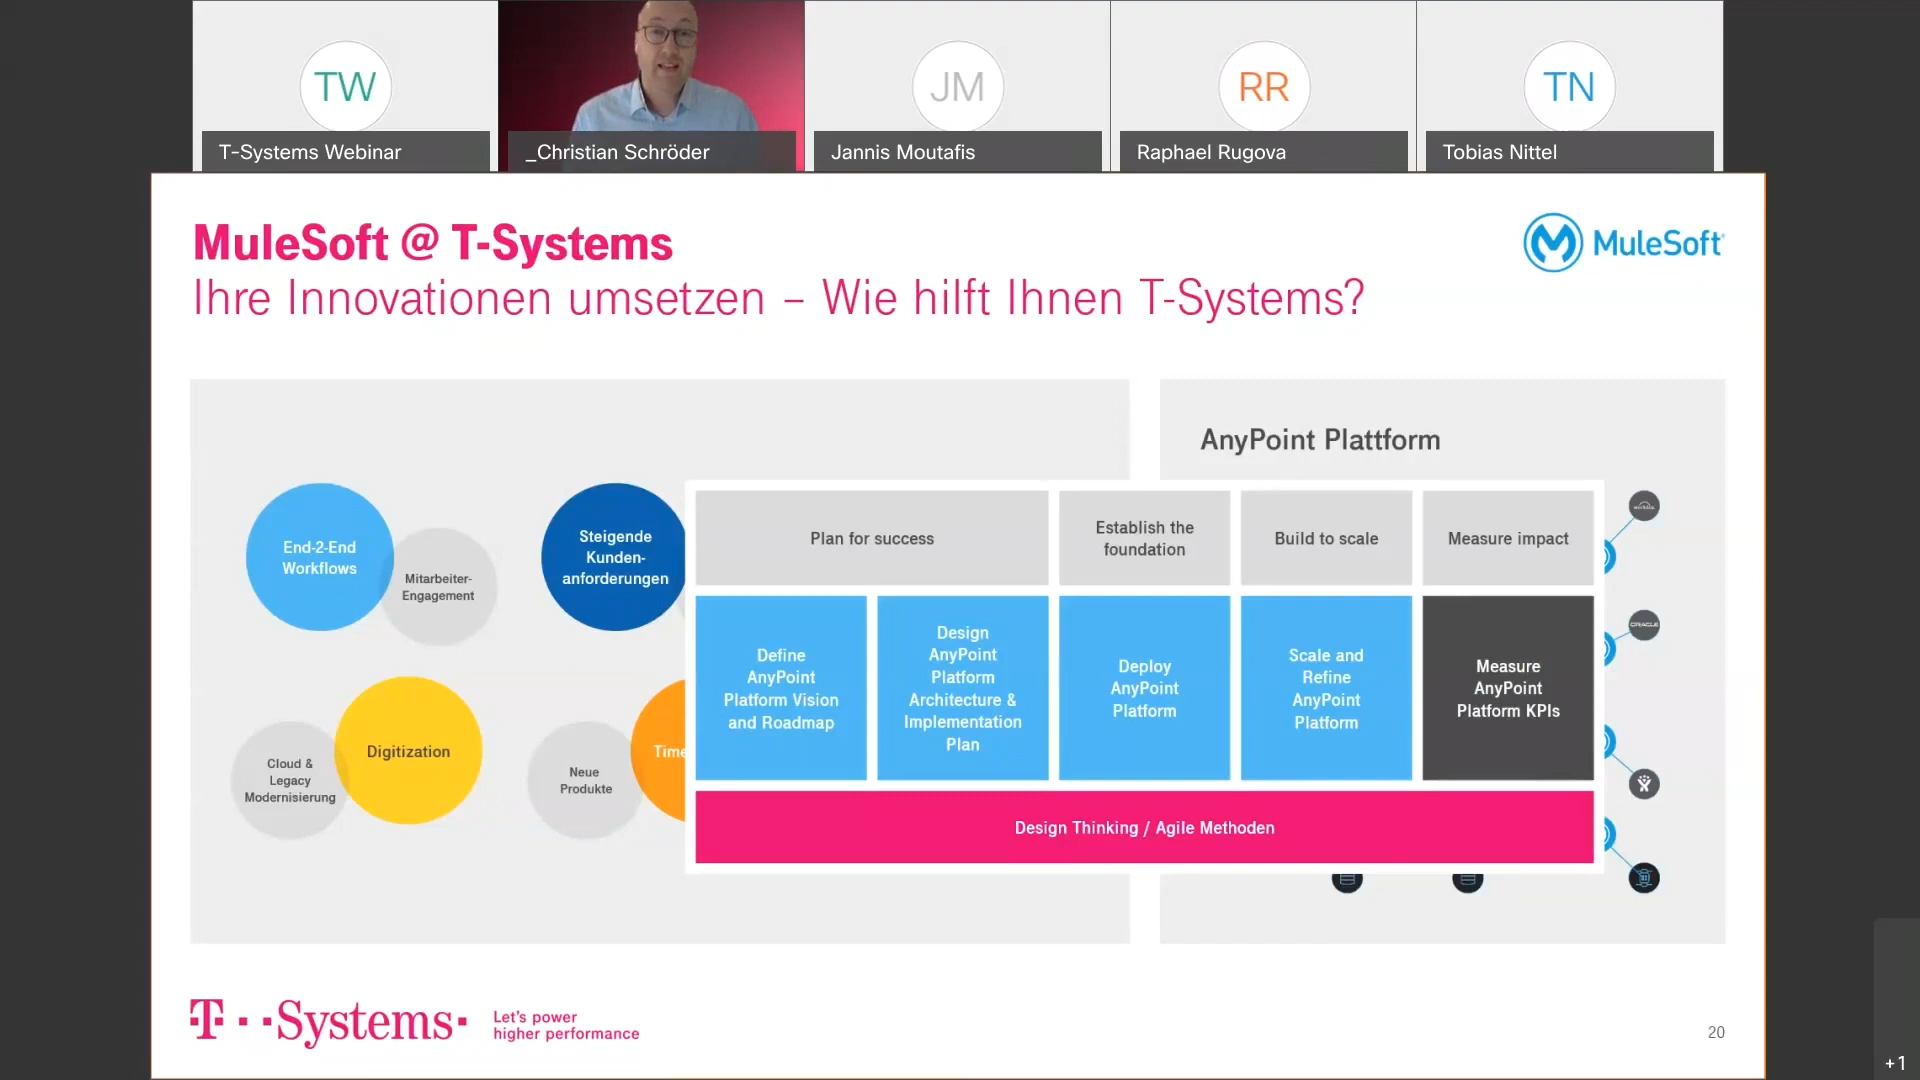 TW
JM
RR
TN
T-Systems Webinar
_Christian Schröder
Jannis Moutafis
Raphael Rugova
Tobias Nittel
MuleSoft @ T-Systems
MuleSoft
Ihre Innovationen umsetzen – Wie hilft Ihnen T-Systems?
AnyPoint Plattform
End-2-End
Workflows
Mitarbeiter-
Engagement
Steigende
Kunden-
anforderungen
Cloud &
Legacy
Modernisierung
Digitization
Neue
Produkte
Time
Plan for success
Establish the
foundation
Build to scale
Measure impact
Define
AnyPoint
Platform Vision
and Roadmap
Design
AnyPoint
Platform
Architecture &
Implementation
Plan
Deploy
AnyPoint
Platform
Scale and
Refine
AnyPoint
Platform
Measure
AnyPoint
Platform KPIs
Design Thinking / Agile Methoden
ORACLE
T··Systems·
Let's power
higher performance
20
+1